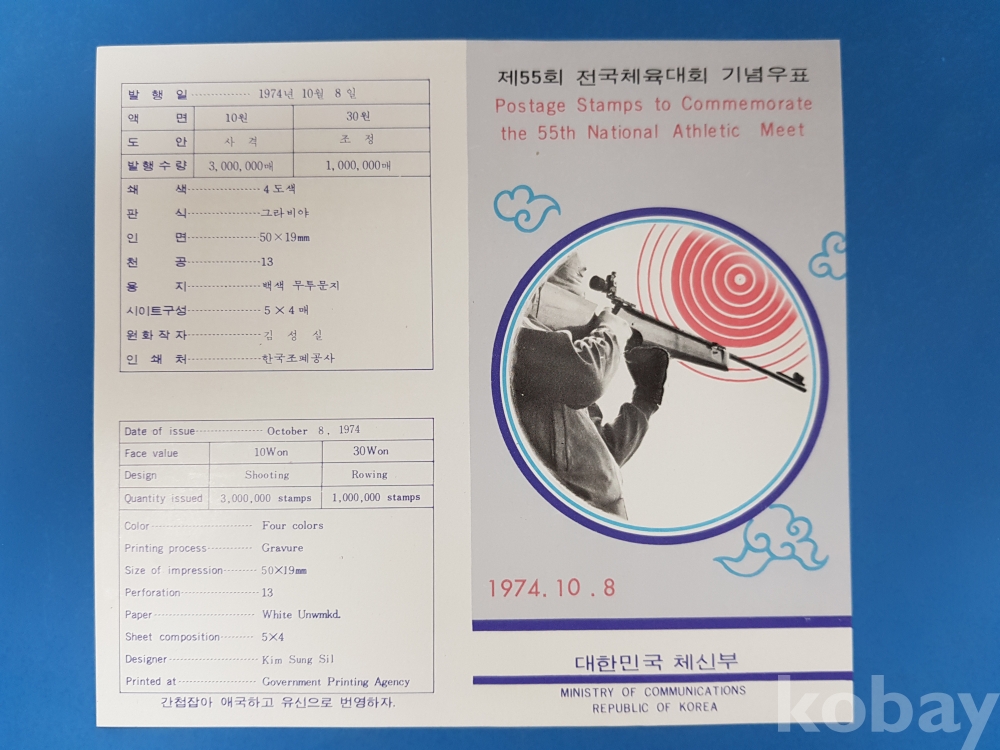 발행일 1974년 10월 8일
액면 10원 30원
도안 사격 조정
발행수량 3,000,000매 1,000,000매
쇄색 4도색
판식 그라비야
인면 50×19mm
천공 13
용지 백색 무투문지
시이트구성 5×4매
원화작자 김성실
인쇄처 한국조폐공사
Date of issue October 8, 1974
Face value 10Won 30Won
Design Shooting Rowing
Quantity issued 3,000,000 stamps 1,000,000 stamps
Color Four colors
Printing process Gravure
Size of impression 50×19mm
Perforation 13
Paper White Unwmkd.
Sheet composition 5×4
Designer Kim Sung Sil
Printed at Government Printing Agency
간첩잡아 애국하고 유신으로 번영하자.
제55회 전국체육대회 기념우표
Postage Stamps to Commemorate
the 55th National Athletic Meet
1974.10.8
대한민국 체신부
MINISTRY OF COMMUNICATIONS
REPUBLIC OF KOREA
kobay